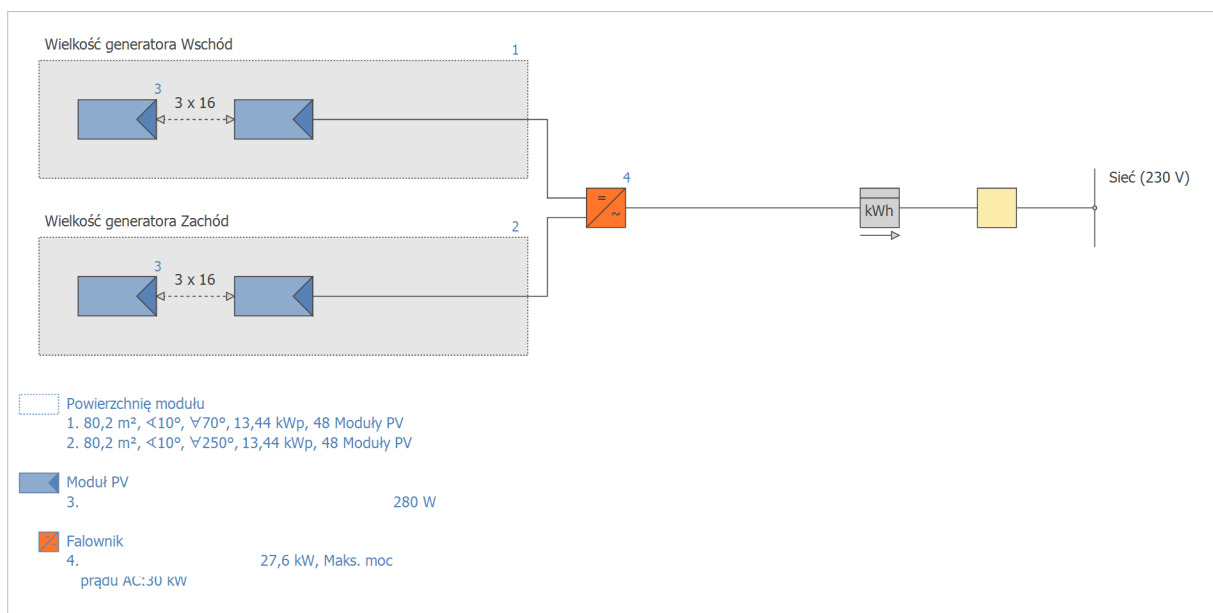 Wielkość generatora Wschód
1
3
3 x 16
4
Sieć (230 V)
=
~
kWh
Wielkość generatora Zachód
2
3
3 x 16
Powierzchnię modułu
1. 80,2 m², ∢10°, ∀70°, 13,44 kWp, 48 Moduły PV
2. 80,2 m², ∢10°, ∀250°, 13,44 kWp, 48 Moduły PV
Moduł PV
3. 280 W
Falownik
4. 27,6 kW, Maks. moc
prądu AC:30 kW